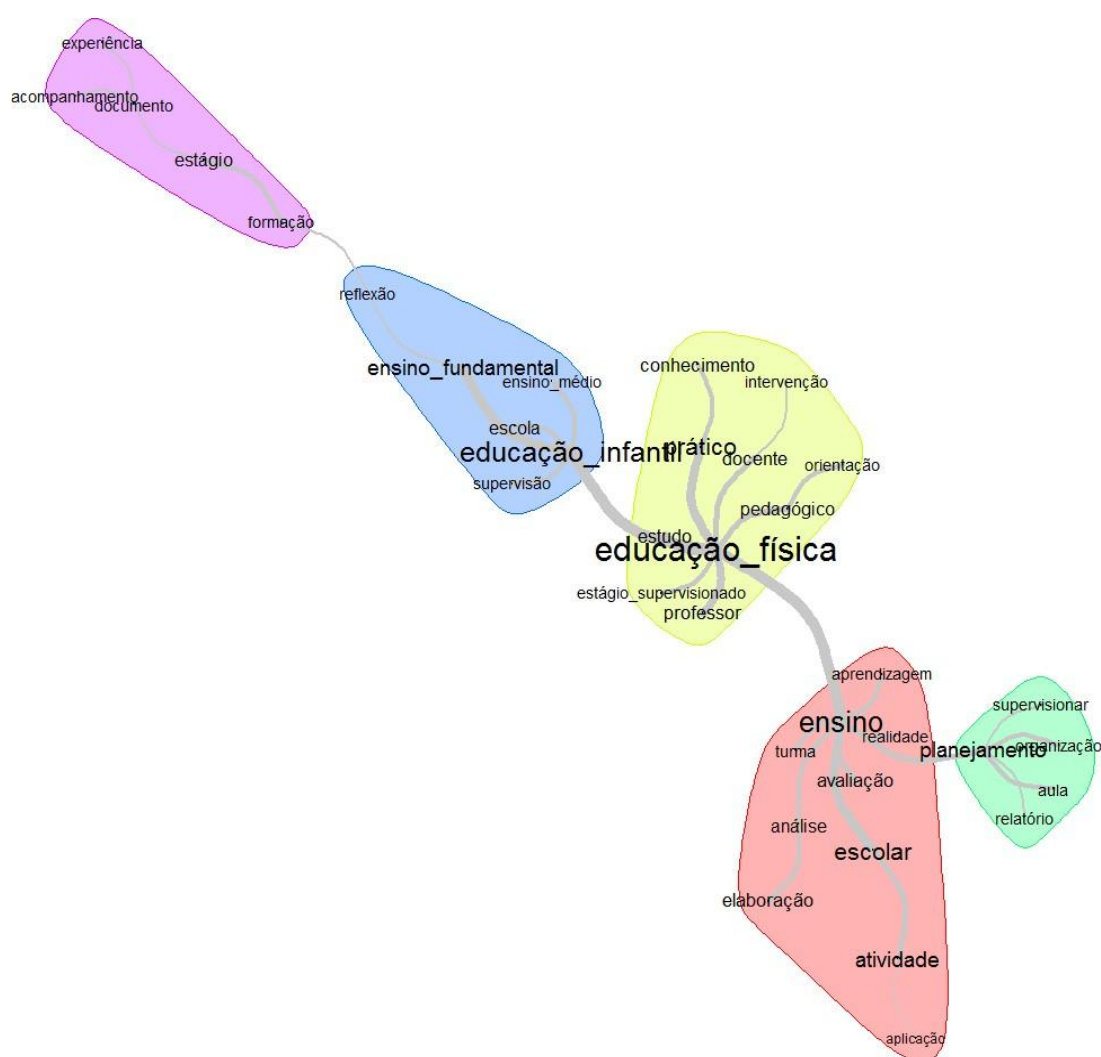 experiência
acompanhamento
documento
estágio
formação
reflexão
ensino_fundamental
ensino_médio
escola
educação_infantil
supervisão
conhecimento
intervenção
prático
docente
orientação
pedagógico
estudo
educação_física
estágio_supervisionado
professor
aprendizagem
ensino
realidade
turma
avaliação
análise
escolar
elaboração
atividade
aplicação
supervisionar
organização
planejamento
aula
relatório